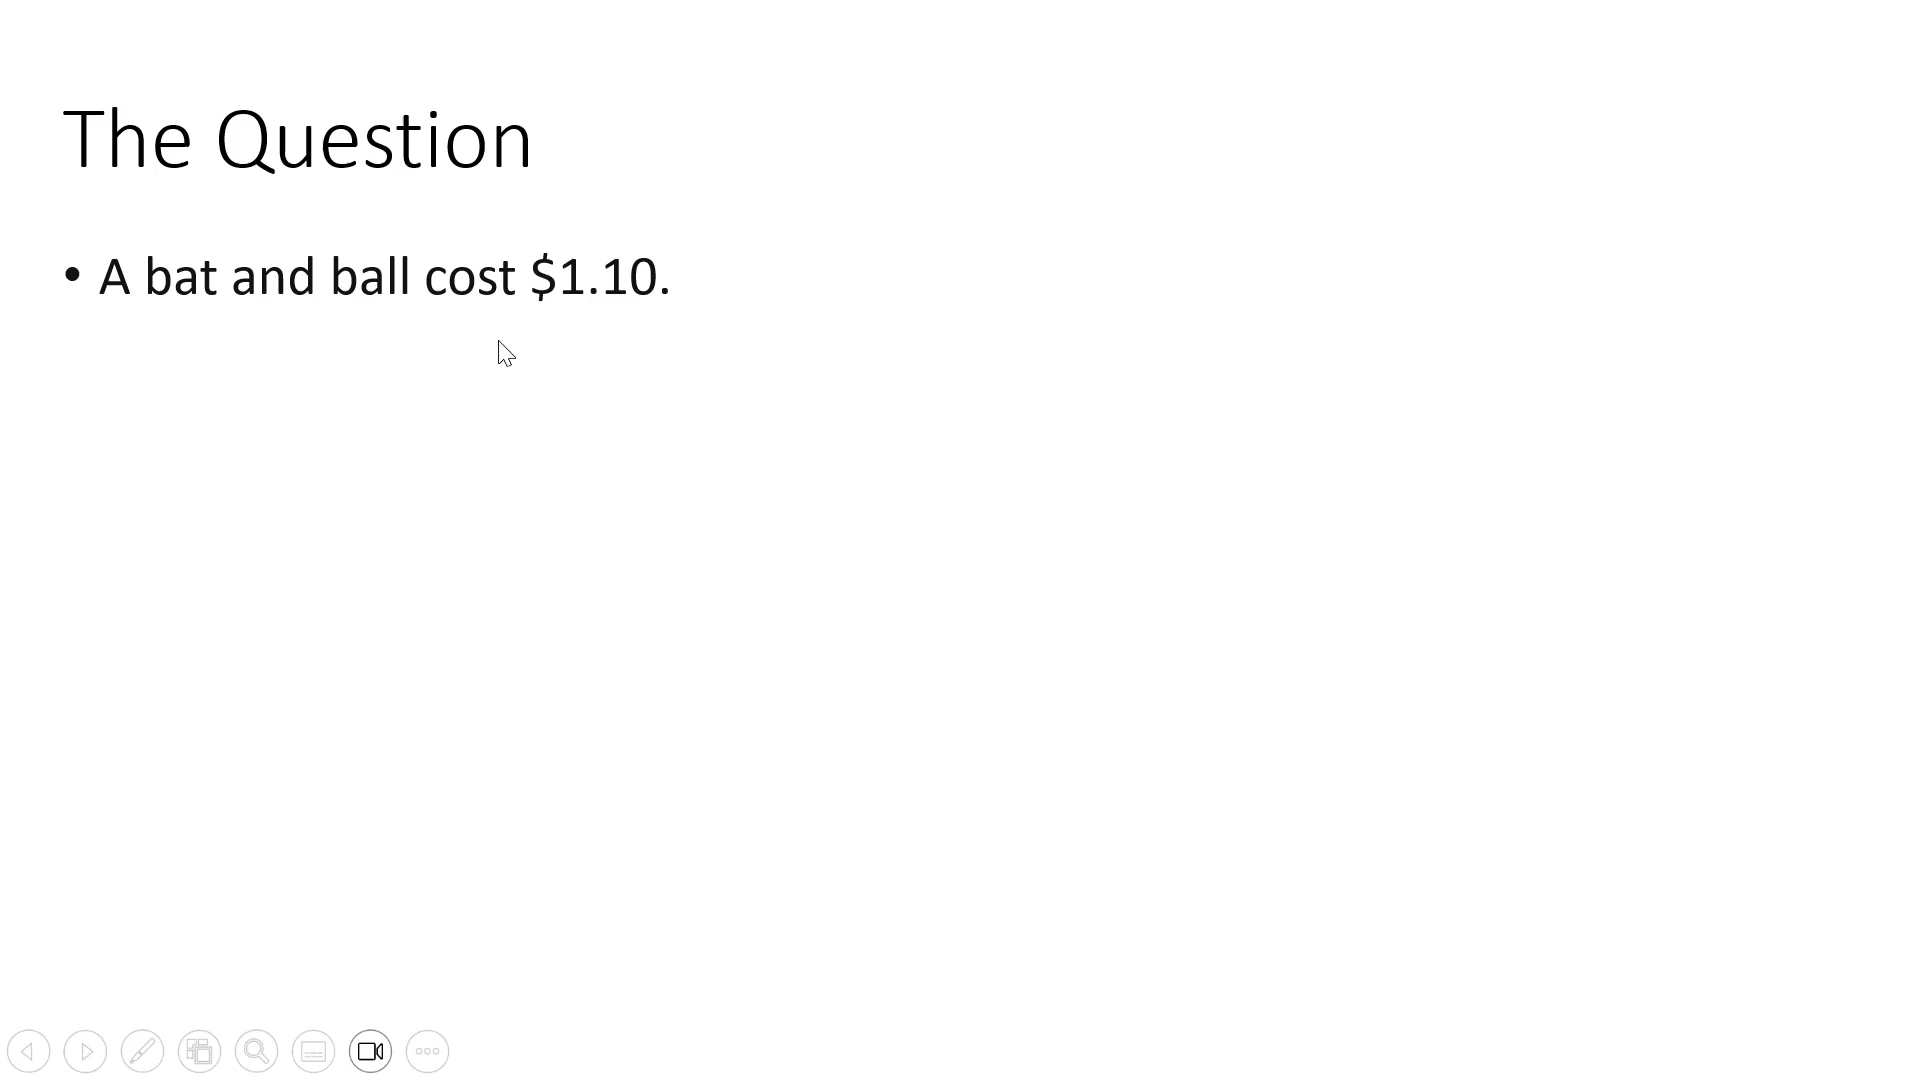 The Question
• A bat and ball cost $1.10.